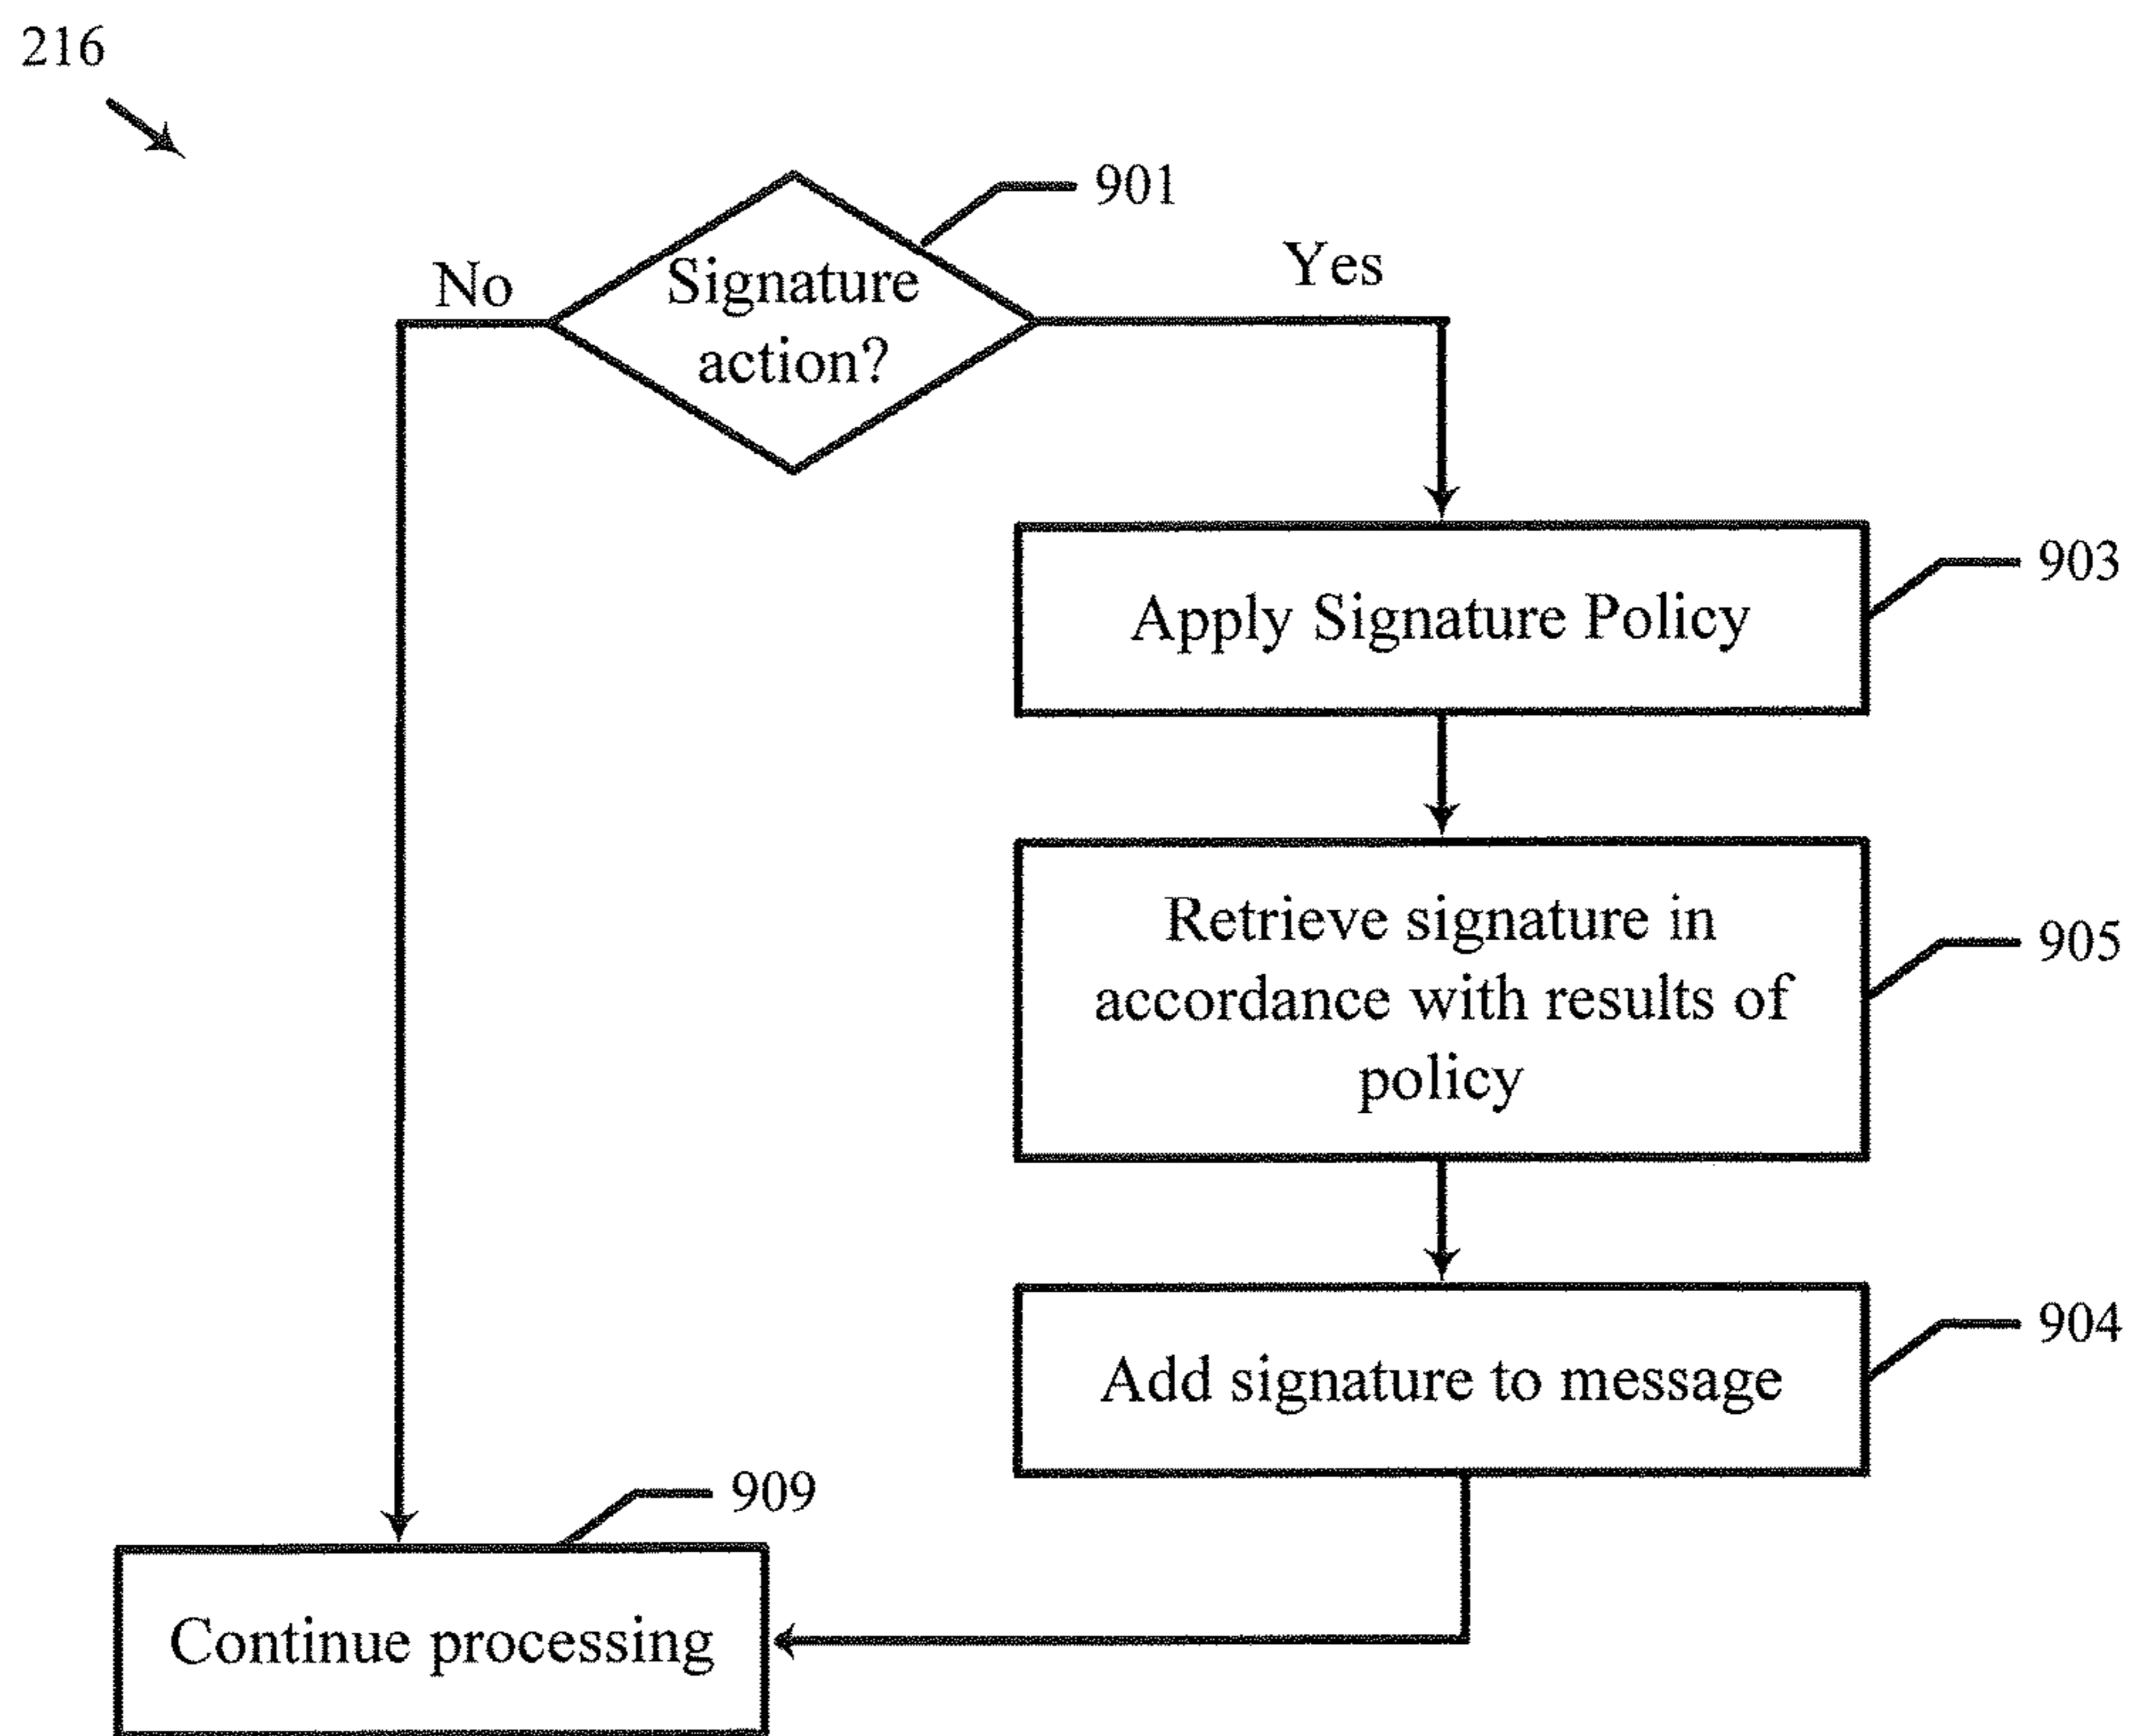 216
901
No
Yes
Signature
action?
903
Apply Signature Policy
Retrieve signature in
905
accordance with results of
policy
904
Add signature to message
909
Continue processing